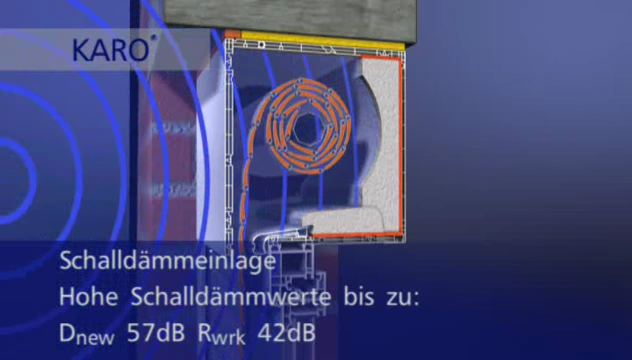 KARO*
Schalldämmeinlage
Hohe Schalldämmwerte bis zu:
Dnew 57dB Rwrk 42dB